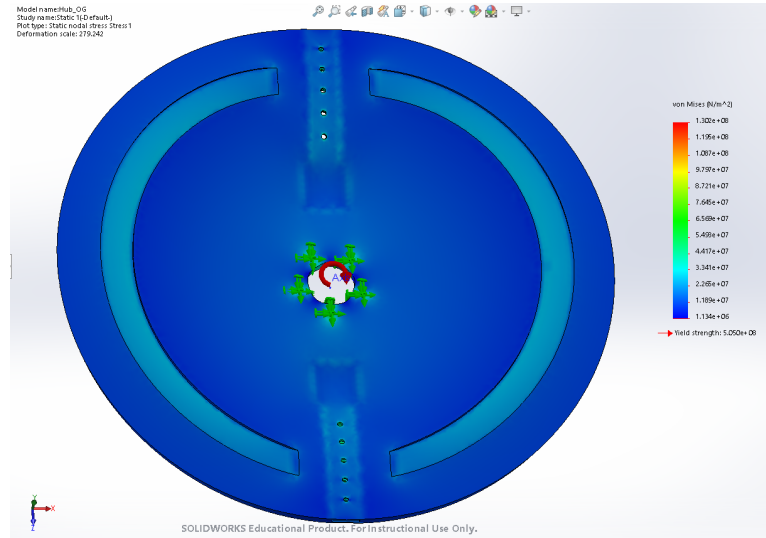 Model name:Hub_OG
Study name:Static 1(-Default-)
Plot type: Static nodal stress Stress1
Deformation scale: 279.242
von Mises (N/m^2)
1.302e+08
1.195e+08
1.087e+08
9.797e+07
8.721e+07
7.645e+07
6.569e+07
5.493e+07
4.417e+07
3.341e+07
2.265e+07
1.189e+07
1.134e+06
Yield strength: 5.050e+08
Y
X
Z
SOLIDWORKS Educational Product. For Instructional Use Only.